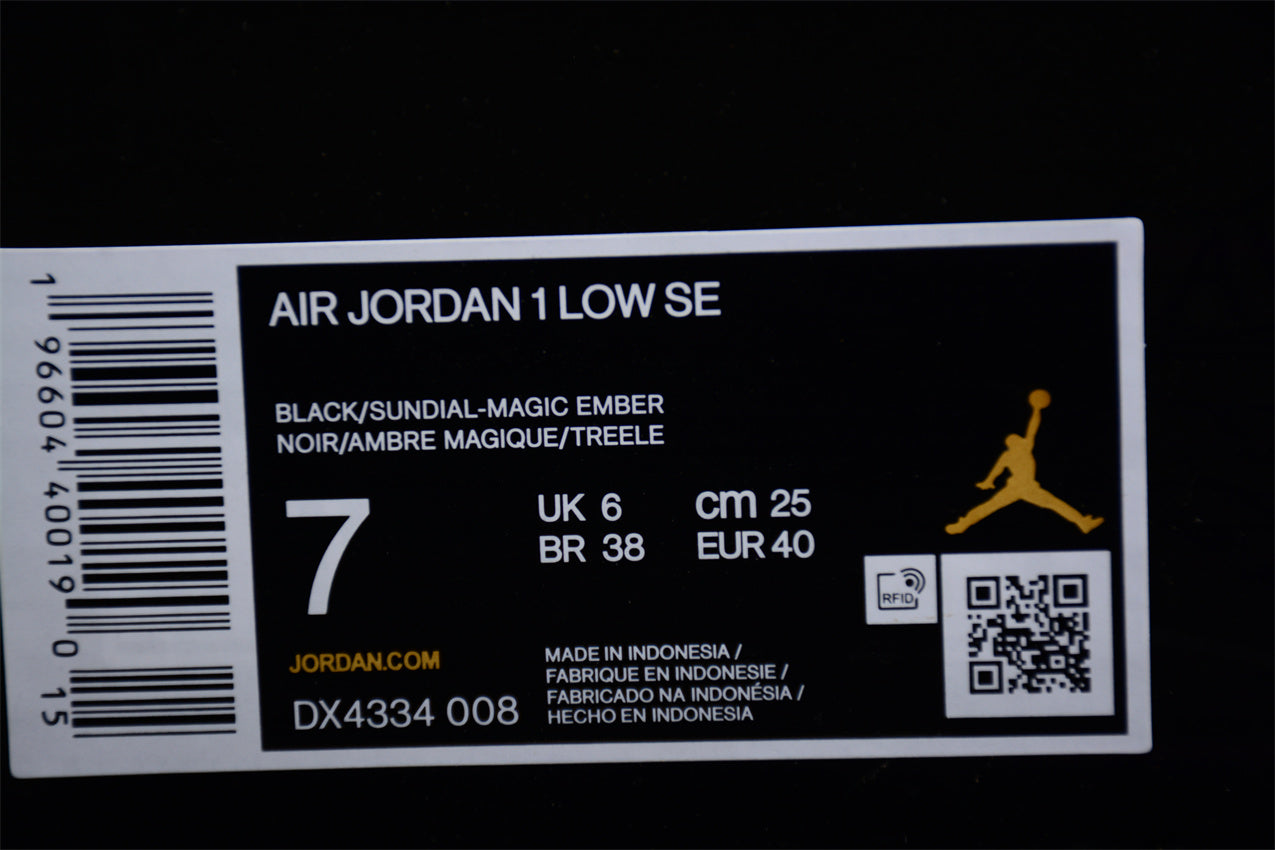 1 96604 40019 0 15
AIR JORDAN 1 LOW SE
BLACK/SUNDIAL-MAGIC EMBER
NOIR/AMBRE MAGIQUE/TREELE
7
UK 6 cm 25
BR 38 EUR 40
RFID
JORDAN.COM
DX4334 008
MADE IN INDONESIA /
FABRIQUE EN INDONESIE /
FABRICADO NA INDONÉSIA /
HECHO EN INDONESIA